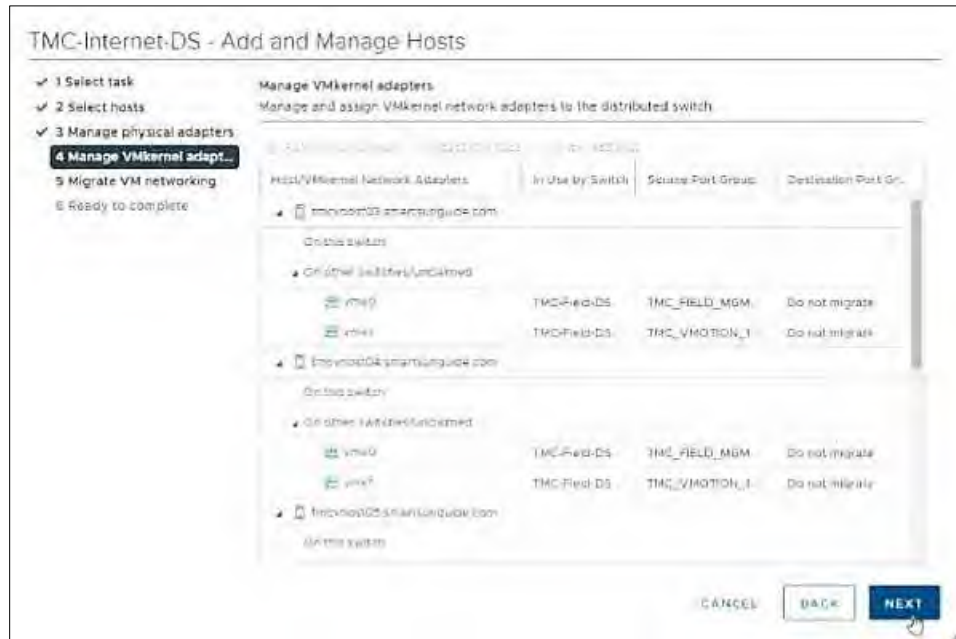 TMC-Internet-DS - Add and Manage Hosts
✓ 1 Select task
✓ 2 Select hosts
✓ 3 Manage physical adapters
4 Manage VMkernel adapt...
5 Migrate VM networking
6 Ready to complete
Manage VMkernel adapters
Manage and assign VMkernel network adapters to the distributed switch.
Host/VMkernel Network Adapters In Use by Switch Source Port Group Destination Port Gr...
On this switch
On other switches/unclaimed
vmk0 TMC-Field-DS TMC_FIELD_MGM... Do not migrate
TMC-Field-DS TMC_VMOTION_1... Do not migrate
On this switch
On other switches/unclaimed
vmk0 TMC-Field-DS TMC_FIELD_MGM... Do not migrate
TMC-Field-DS TMC_VMOTION_1... Do not migrate
On this switch
CANCEL BACK NEXT